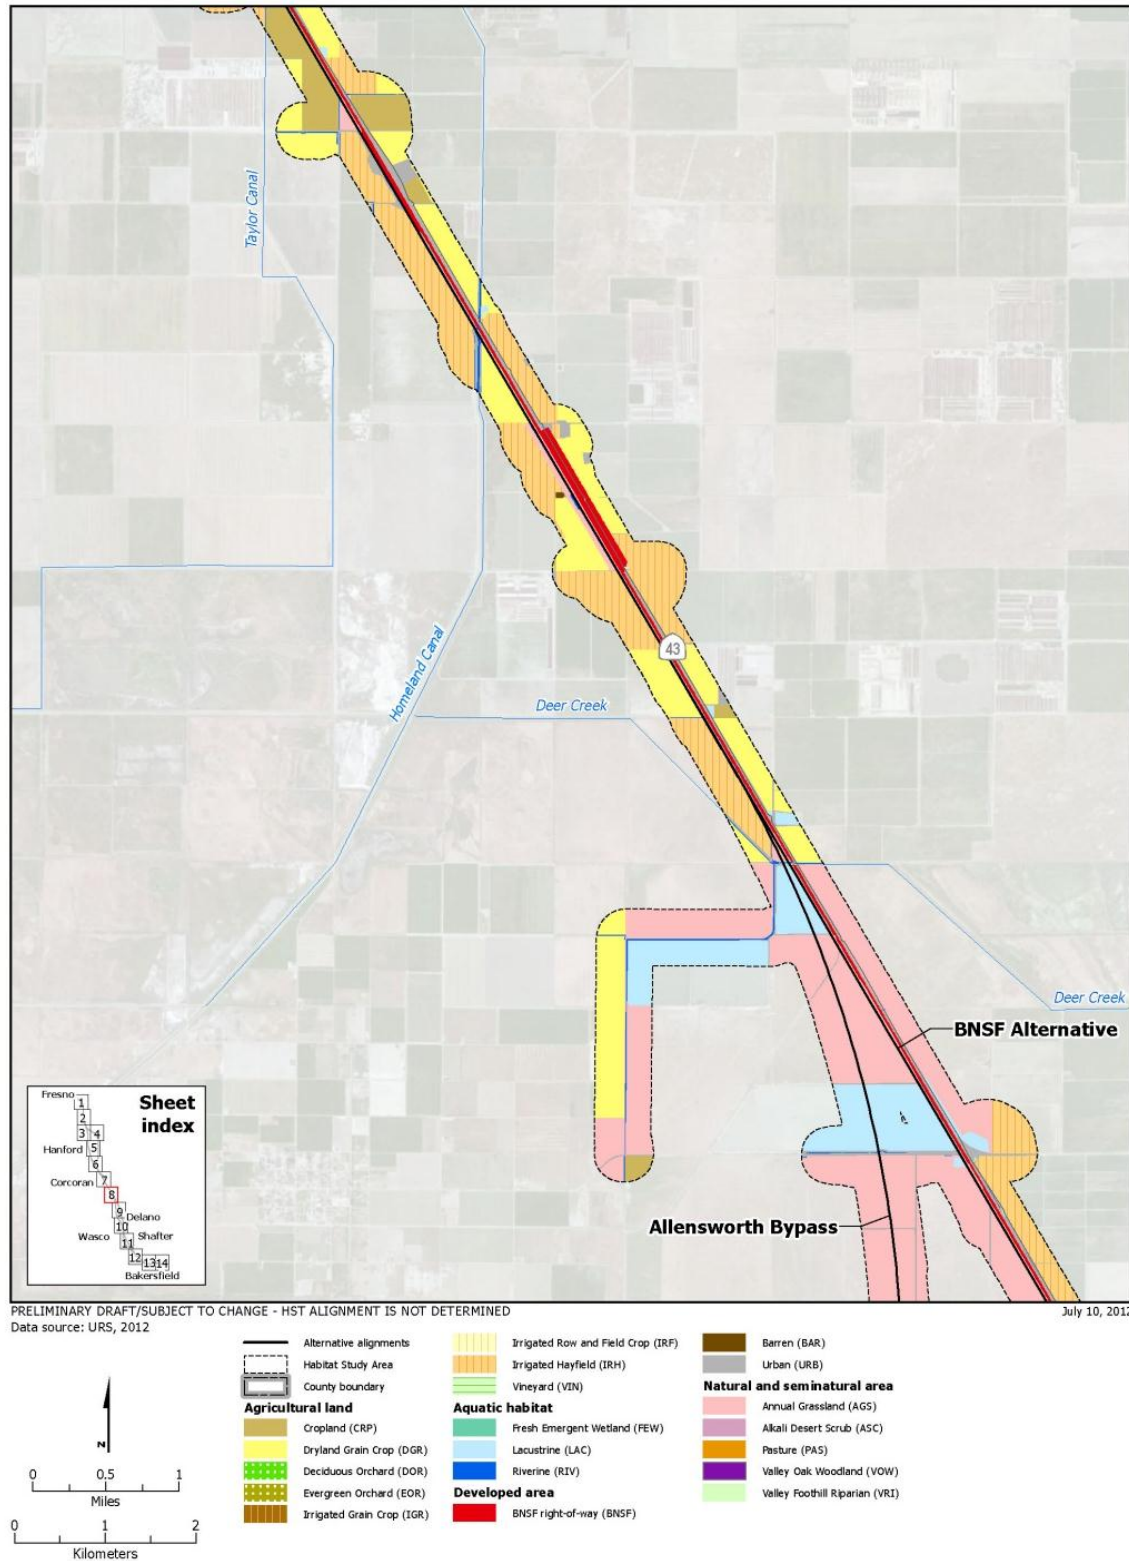 Taylor Canal
43
Homeland Canal
Deer Creek
Deer Creek
BNSF Alternative
Allensworth Bypass
Sheet
index
Fresno
1
2
3 4
Hanford 5
6
Corcoran 7
8
9 Delano
10
Wasco 11 Shafter
12 13 14
Bakersfield
PRELIMINARY DRAFT/SUBJECT TO CHANGE - HST ALIGNMENT IS NOT DETERMINED
July 10, 2012
Data source: URS, 2012
N
0 0.5 1
Miles
0 1 2
Kilometers
Alternative alignments
Habitat Study Area
County boundary
Agricultural land
Cropland (CRP)
Dryland Grain Crop (DGR)
Deciduous Orchard (DOR)
Evergreen Orchard (EOR)
Irrigated Grain Crop (IGR)
Irrigated Row and Field Crop (IRF)
Irrigated Hayfield (IRH)
Vineyard (VIN)
Aquatic habitat
Fresh Emergent Wetland (FEW)
Lacustrine (LAC)
Riverine (RIV)
Developed area
BNSF right-of-way (BNSF)
Barren (BAR)
Urban (URB)
Natural and seminatural area
Annual Grassland (AGS)
Alkali Desert Scrub (ASC)
Pasture (PAS)
Valley Oak Woodland (VOW)
Valley Foothill Riparian (VRI)